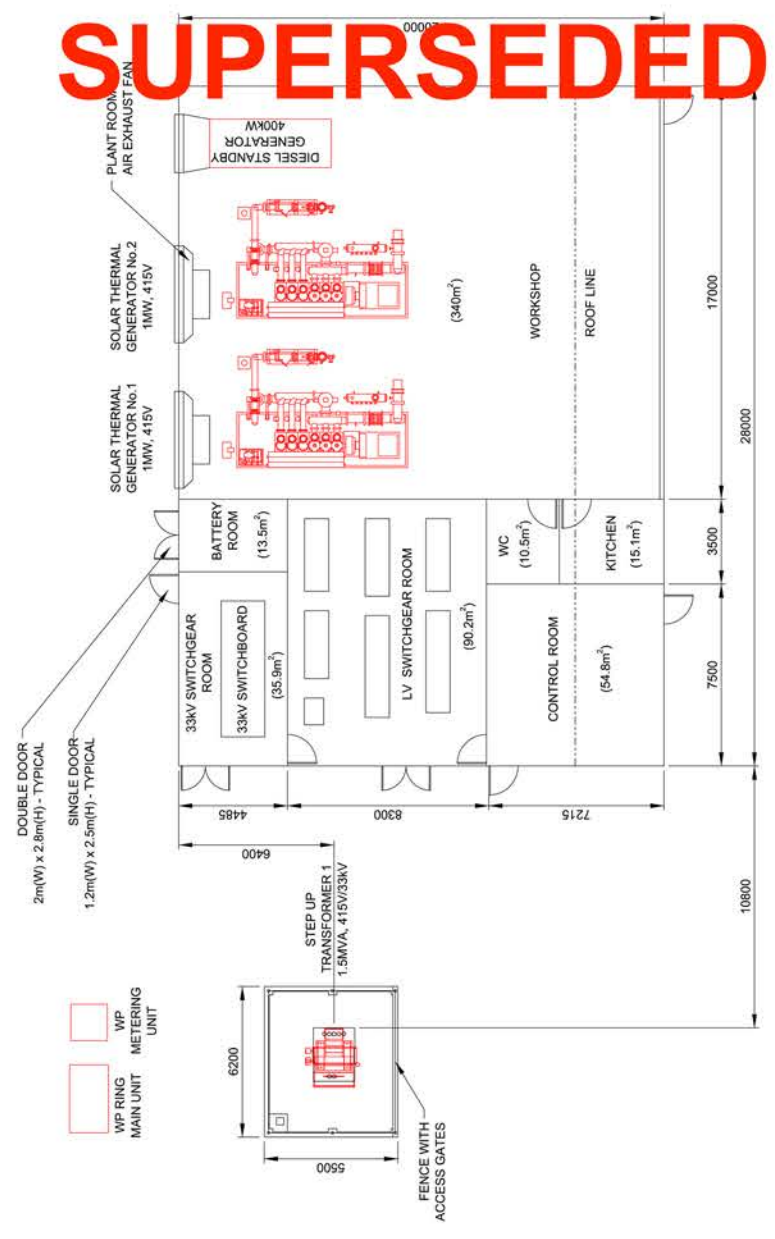 20000
SUPERSEDED
PLANT ROOM
AIR EXHAUST FAN
DIESEL STANDBY
GENERATOR
400kW
SOLAR THERMAL
GENERATOR No.2
1MW, 415V
SOLAR THERMAL
GENERATOR No.1
1MW, 415V
(340m²)
WORKSHOP
ROOF LINE
17000
28000
BATTERY
ROOM
(13.5m²)
WC
(10.5m²)
KITCHEN
(15.1m²)
3500
33kV SWITCHGEAR
ROOM
33kV SWITCHBOARD
(35.9m²)
LV SWITCHGEAR ROOM
(90.2m²)
CONTROL ROOM
(54.8m²)
7500
DOUBLE DOOR
2m(W) x 2.8m(H) - TYPICAL
SINGLE DOOR
1.2m(W) x 2.5m(H) - TYPICAL
4485
8300
7215
6400
10800
STEP UP
TRANSFORMER 1
1.5MVA, 415V/33kV
WP
METERING
UNIT
WP RING
MAIN UNIT
6200
5500
FENCE WITH
ACCESS GATES